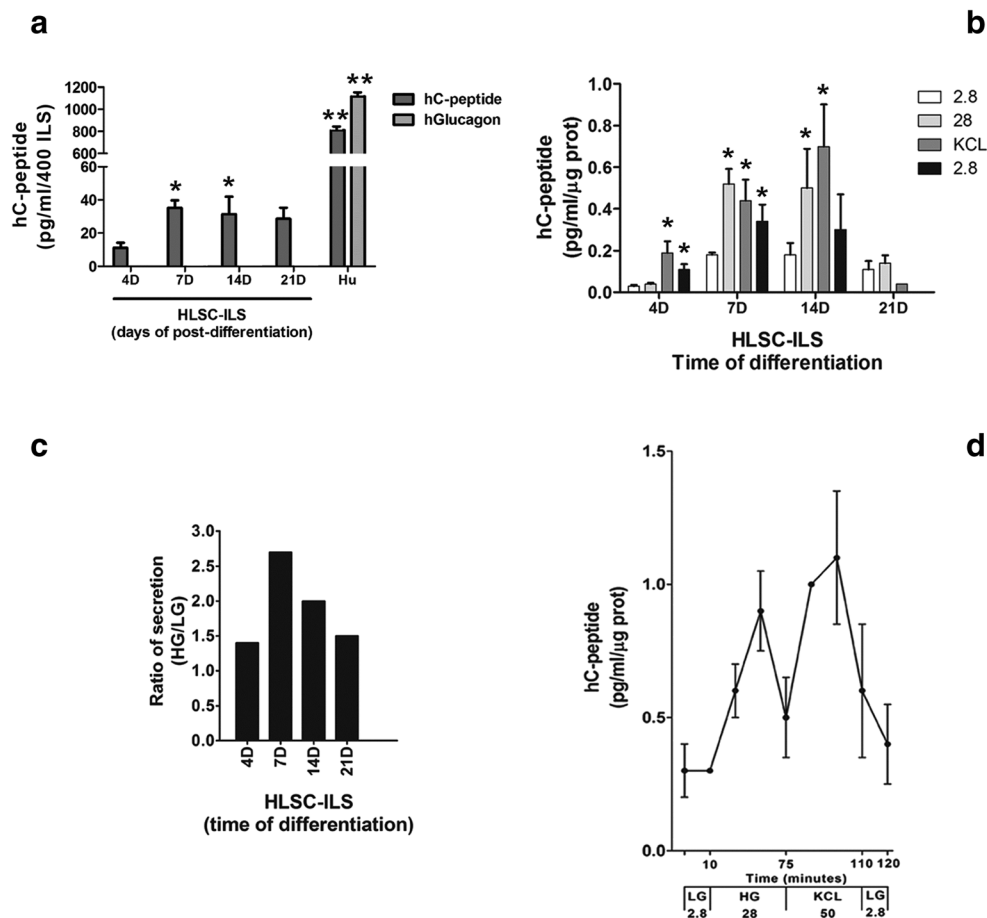 a
hC-peptide
(pg/ml/400 ILS)
1200
1000
800
600
60
40
20
0
*
*
**
**
hC-peptide
hGlucagon
4D
7D
14D
21D
Hu
HLSC-ILS
(days of post-differentiation)
b
hC-peptide
(pg/ml/µg prot)
1.0
0.8
0.6
0.4
0.2
0.0
*
*
*
*
*
*
*
2.8
28
KCL
2.8
4D
7D
14D
21D
HLSC-ILS
Time of differentiation
c
Ratio of secretion
(HG/LG)
3.0
2.5
2.0
1.5
1.0
0.5
0.0
4D
7D
14D
21D
HLSC-ILS
(time of differentiation)
d
hC-peptide
(pg/ml/µg prot)
1.5
1.0
0.5
0.0
10
75
110
120
Time (minutes)
LG
HG
KCL
LG
2.8
28
50
2.8